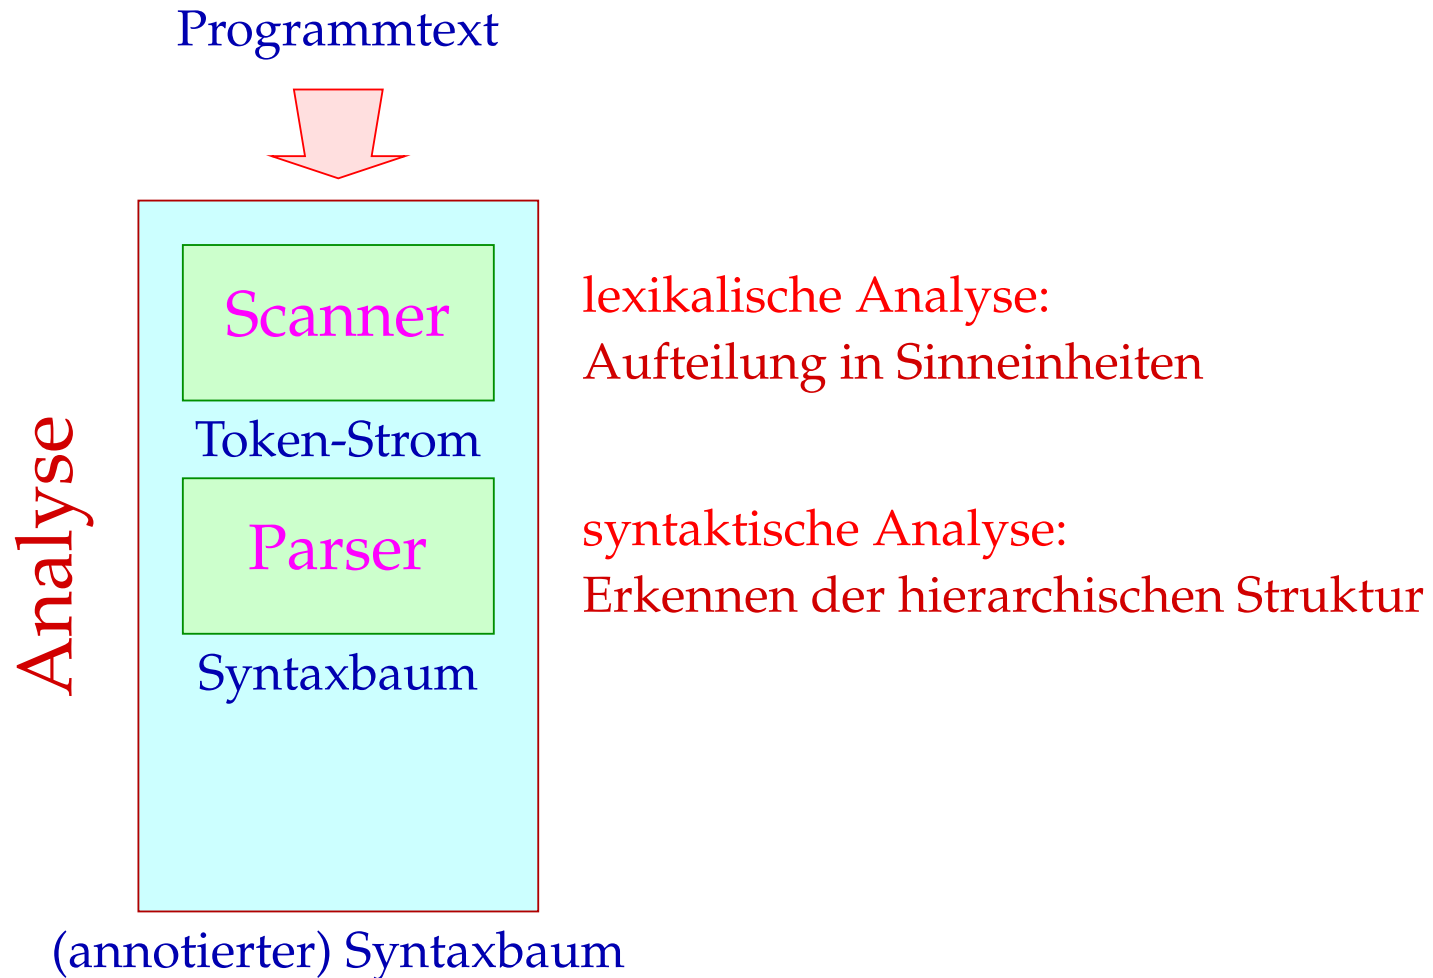 Programmtext
Scanner
lexikalische Analyse:
Aufteilung in Sinneinheiten
Token-Strom
Analyse
Parser
syntaktische Analyse:
Erkennen der hierarchischen Struktur
Syntaxbaum
(annotierter) Syntaxbaum